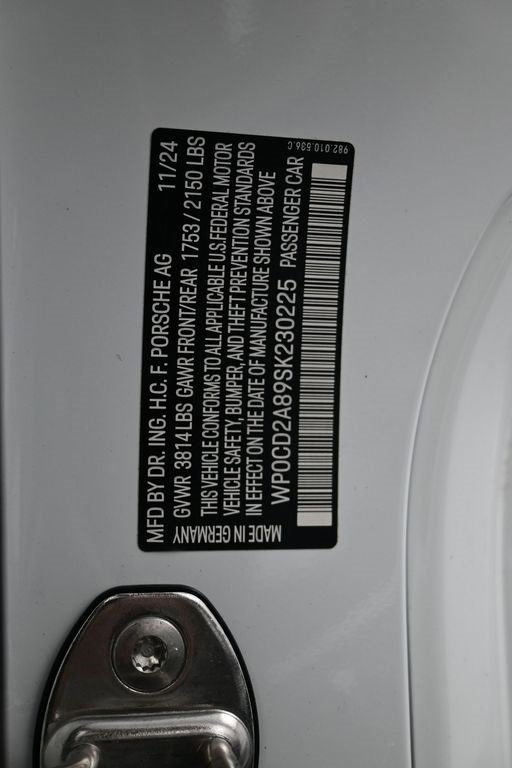 MFD BY DR. ING. H.C. F. PORSCHE AG 11/24
GVWR 3814 LBS GAWR FRONT/REAR 1753 / 2150 LBS
THIS VEHICLE CONFORMS TO ALL APPLICABLE U.S.FEDERAL MOTOR
VEHICLE SAFETY, BUMPER, AND THEFT PREVENTION STANDARDS
IN EFFECT ON THE DATE OF MANUFACTURE SHOWN ABOVE
WP0CD2A89SK230225 PASSENGER CAR
MADE IN GERMANY
982.010.536.C